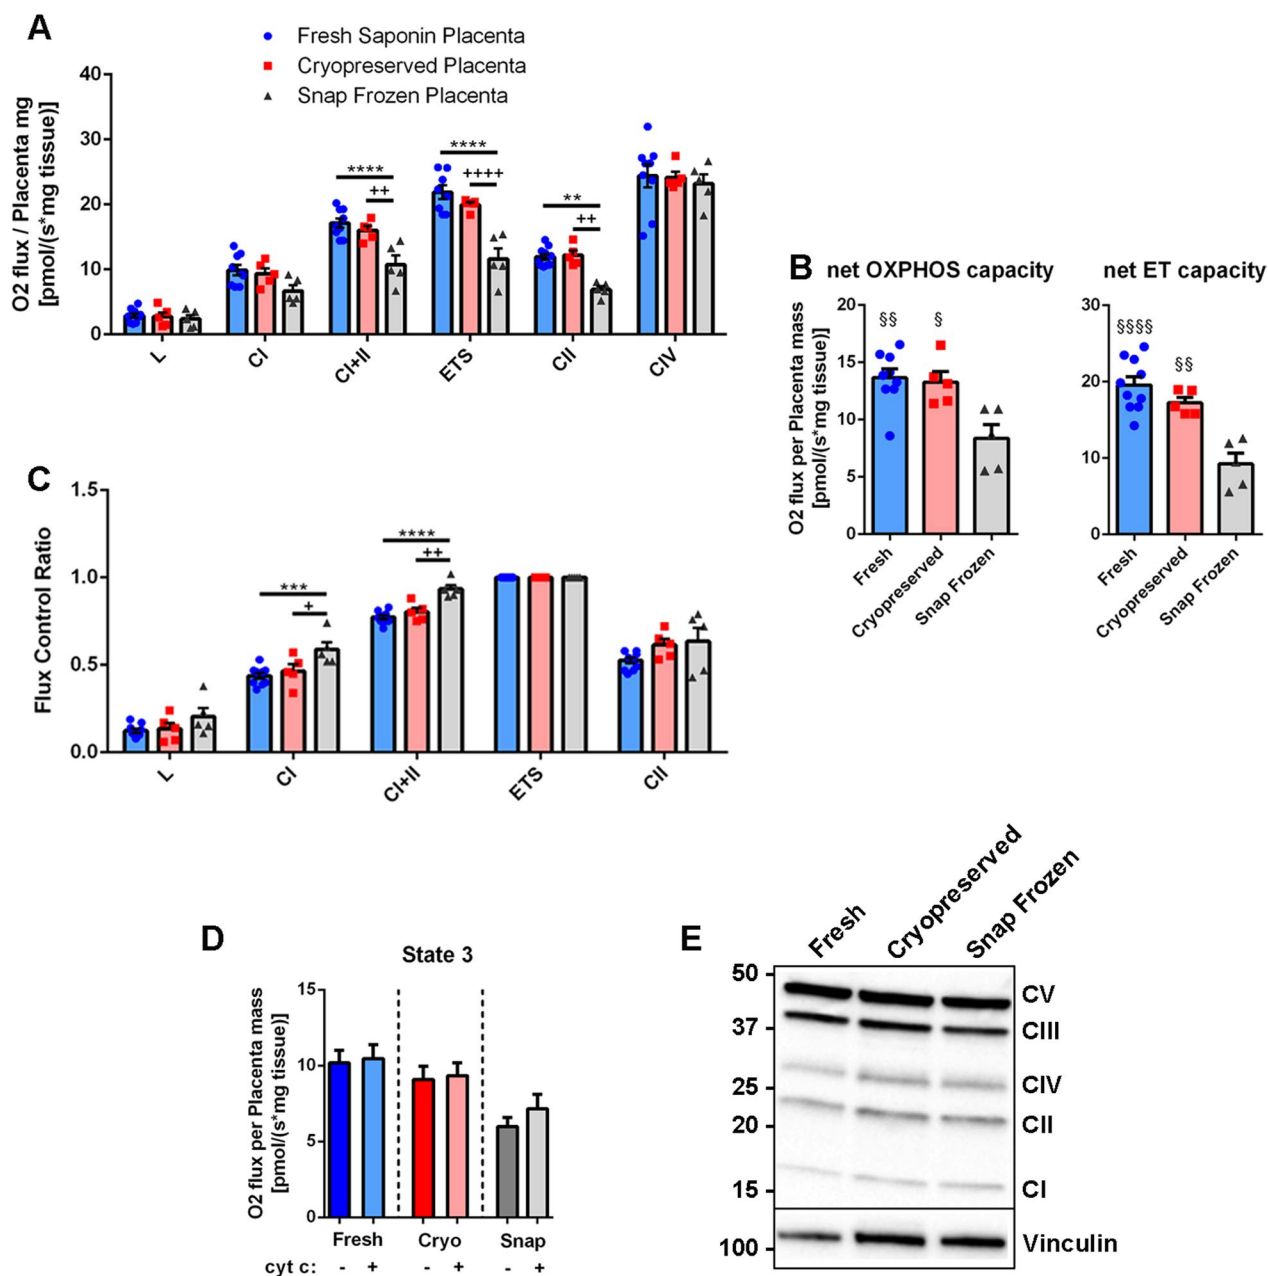 A
Fresh Saponin Placenta
Cryopreserved Placenta
Snap Frozen Placenta
O2 flux / Placenta mg
[pmol/(s*mg tissue)]
40
30
20
10
0
****
++
****
++++
**
++
L
CI
CI+II
ETS
CII
CIV
B
net OXPHOS capacity
O2 flux per Placenta mass
[pmol/(s*mg tissue)]
20
15
10
5
0
§§
§
Fresh
Cryopreserved
Snap Frozen
net ET capacity
30
20
10
0
§§§§
§§
Fresh
Cryopreserved
Snap Frozen
C
Flux Control Ratio
1.5
1.0
0.5
0.0
***
+
****
++
L
CI
CI+II
ETS
CII
D
State 3
O2 flux per Placenta mass
[pmol/(s*mg tissue)]
15
10
5
0
Fresh
Cryo
Snap
cyt c: - + - + - +
E
Fresh
Cryopreserved
Snap Frozen
50
37
25
20
15
100
CV
CIII
CIV
CII
CI
Vinculin